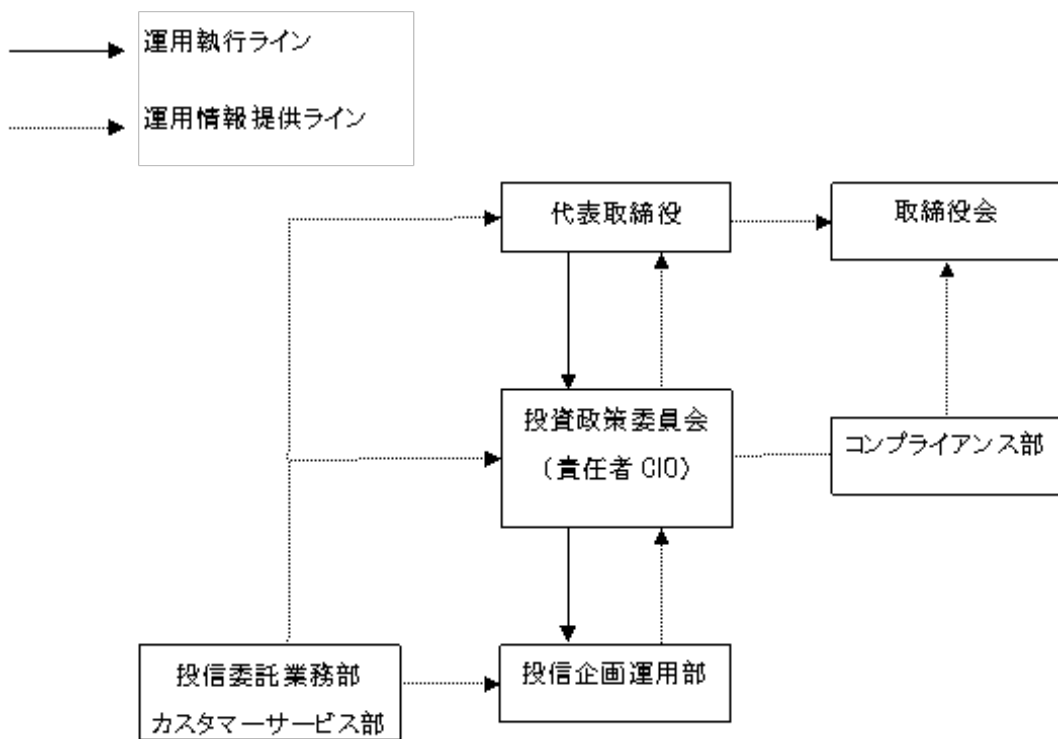 運用執行ライン
運用情報提供ライン
代表取締役
取締役会
投資政策委員会
（責任者 CIO）
コンプライアンス部
投信委託業務部
カスタマーサービス部
投信企画運用部